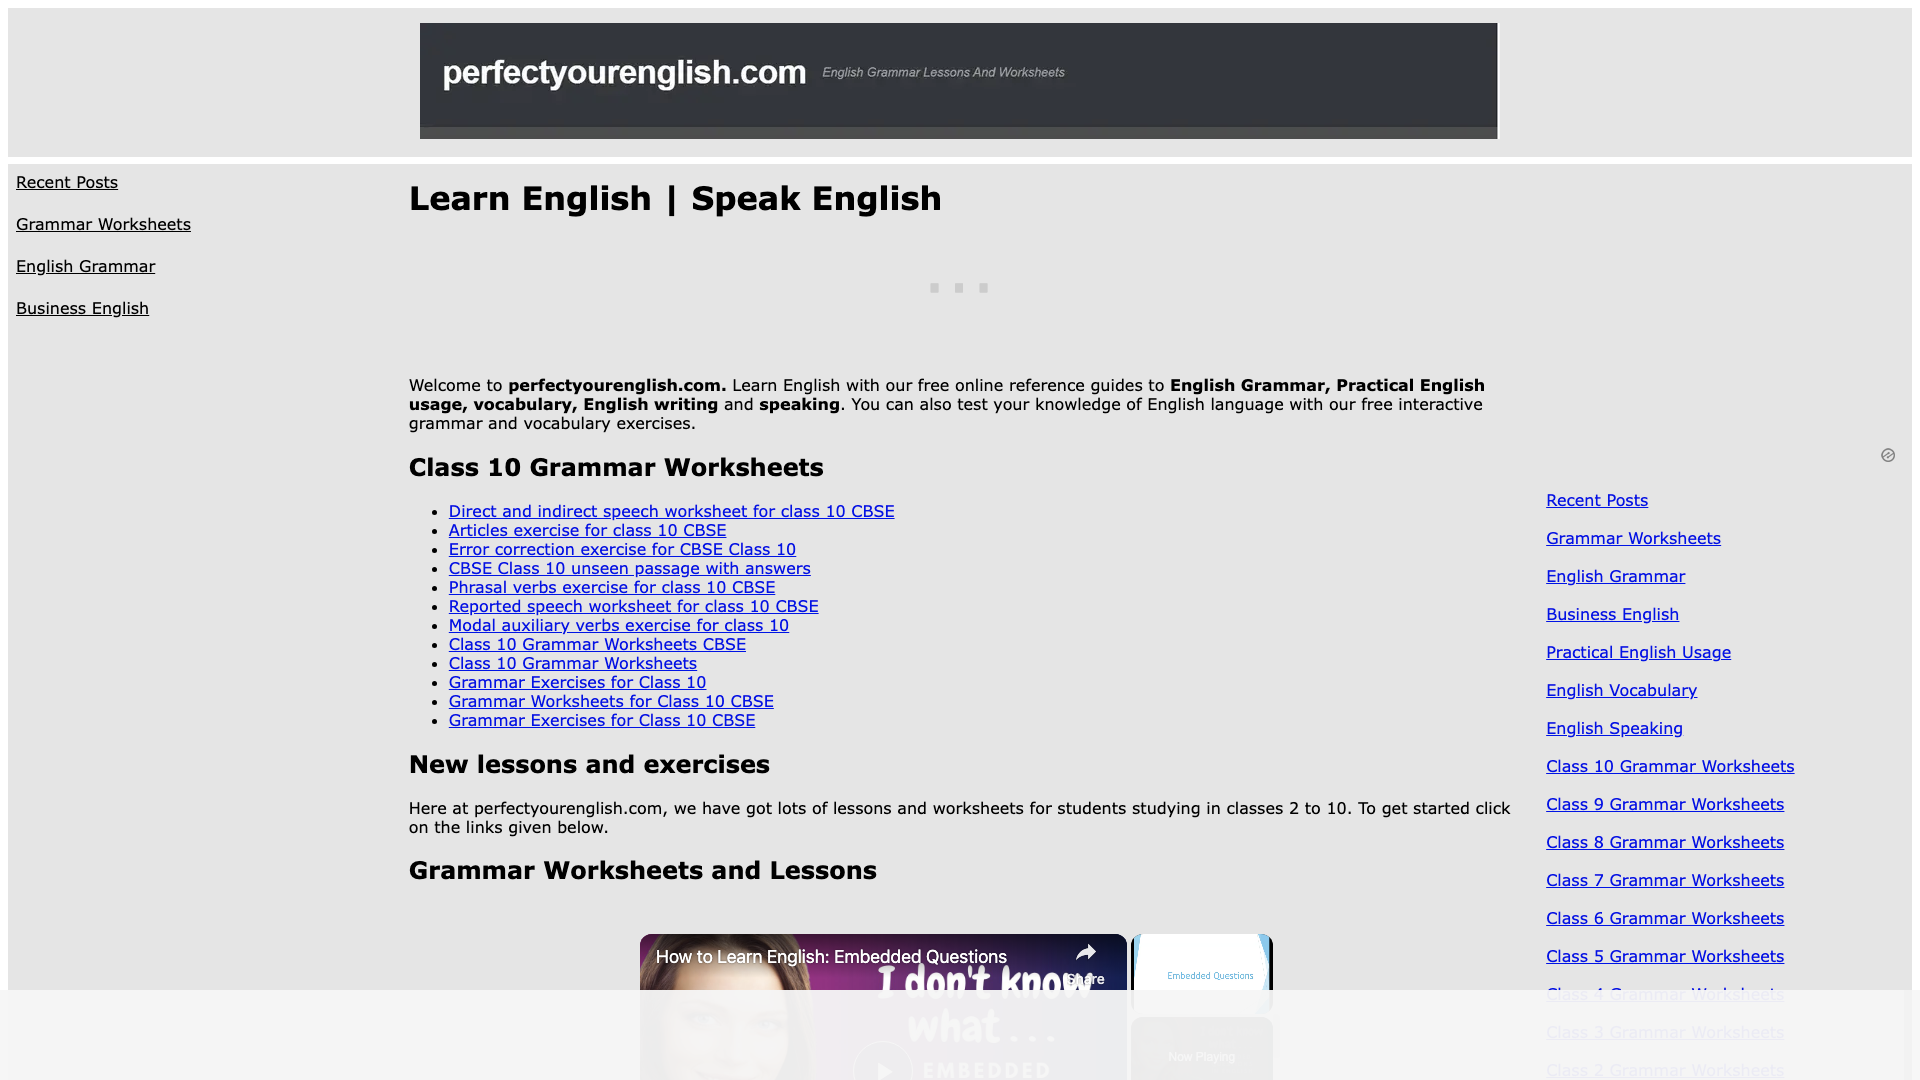 perfectyourenglish.com English Grammar Lessons And Worksheets
Recent Posts
Grammar Worksheets
English Grammar
Business English
Learn English | Speak English
Welcome to perfectyourenglish.com. Learn English with our free online reference guides to English Grammar, Practical English
usage, vocabulary, English writing and speaking. You can also test your knowledge of English language with our free interactive
grammar and vocabulary exercises.
Class 10 Grammar Worksheets
Direct and indirect speech worksheet for class 10 CBSE
Articles exercise for class 10 CBSE
Error correction exercise for CBSE Class 10
CBSE Class 10 unseen passage with answers
Phrasal verbs exercise for class 10 CBSE
Reported speech worksheet for class 10 CBSE
Modal auxiliary verbs exercise for class 10
Class 10 Grammar Worksheets CBSE
Class 10 Grammar Worksheets
Grammar Exercises for Class 10
Grammar Worksheets for Class 10 CBSE
Grammar Exercises for Class 10 CBSE
New lessons and exercises
Here at perfectyourenglish.com, we have got lots of lessons and worksheets for students studying in classes 2 to 10. To get started click
on the links given below.
Grammar Worksheets and Lessons
How to Learn English: Embedded Questions
Share
I don't know
what . . .
EMBEDDED
Embedded Questions
Now Playing
Recent Posts
Grammar Worksheets
English Grammar
Business English
Practical English Usage
English Vocabulary
English Speaking
Class 10 Grammar Worksheets
Class 9 Grammar Worksheets
Class 8 Grammar Worksheets
Class 7 Grammar Worksheets
Class 6 Grammar Worksheets
Class 5 Grammar Worksheets
Class 4 Grammar Worksheets
Class 3 Grammar Worksheets
Class 2 Grammar Worksheets